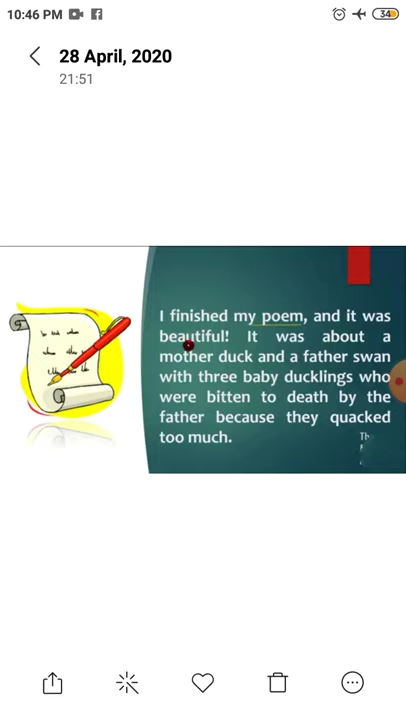 10:46 PM
34
28 April, 2020
21:51
I finished my poem, and it was
beautiful! It was about a
mother duck and a father swan
with three baby ducklings who
were bitten to death by the
father because they quacked
too much.